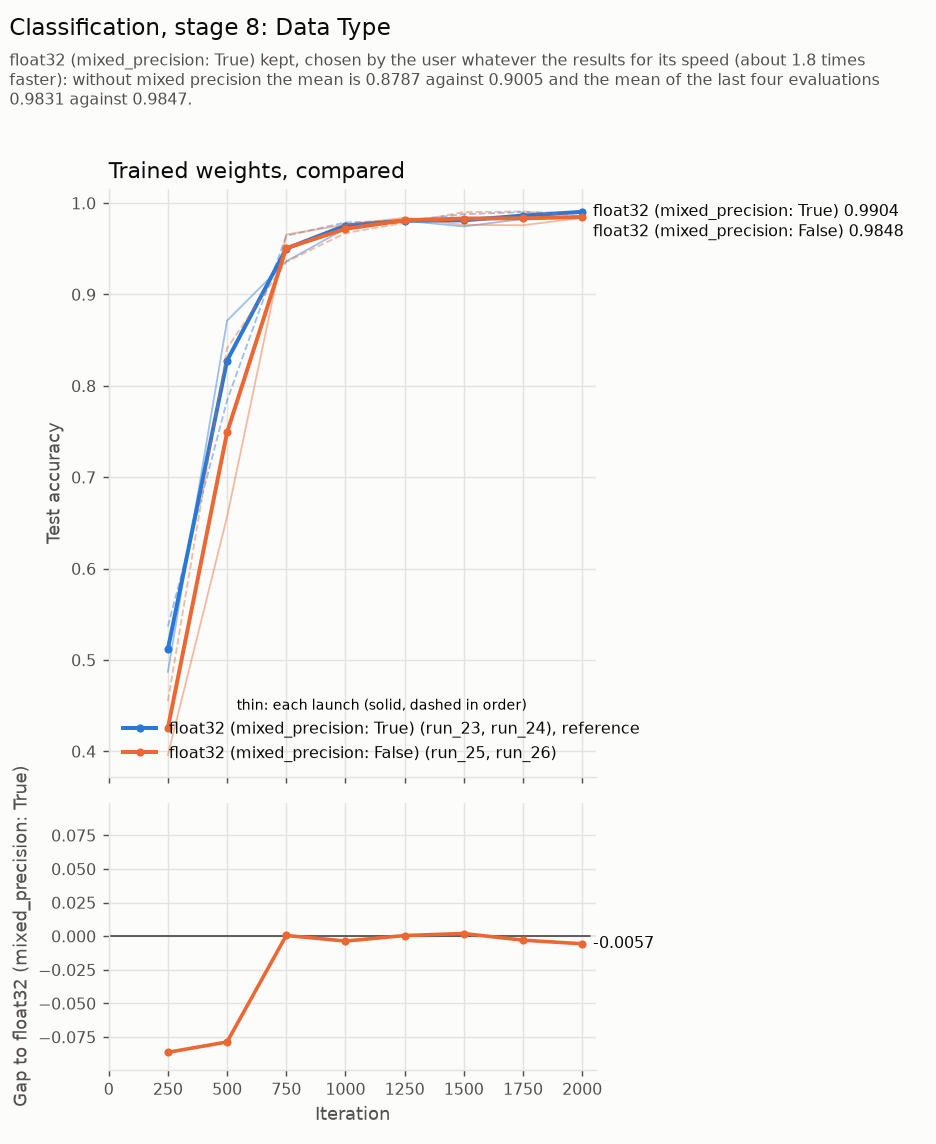 Classification, stage 8: Data Type
float32 (mixed_precision: True) kept, chosen by the user whatever the results for its speed (about 1.8 times
faster): without mixed precision the mean is 0.8787 against 0.9005 and the mean of the last four evaluations
0.9831 against 0.9847.
Trained weights, compared
1.0
0.9
0.8
0.7
0.6
0.5
0.4
Test accuracy
float32 (mixed_precision: True) 0.9904
float32 (mixed_precision: False) 0.9848
thin: each launch (solid, dashed in order)
float32 (mixed_precision: True) (run_23, run_24), reference
float32 (mixed_precision: False) (run_25, run_26)
Gap to float32 (mixed_precision: True)
0.075
0.050
0.025
0.000
−0.025
−0.050
−0.075
-0.0057
0 250 500 750 1000 1250 1500 1750 2000
Iteration